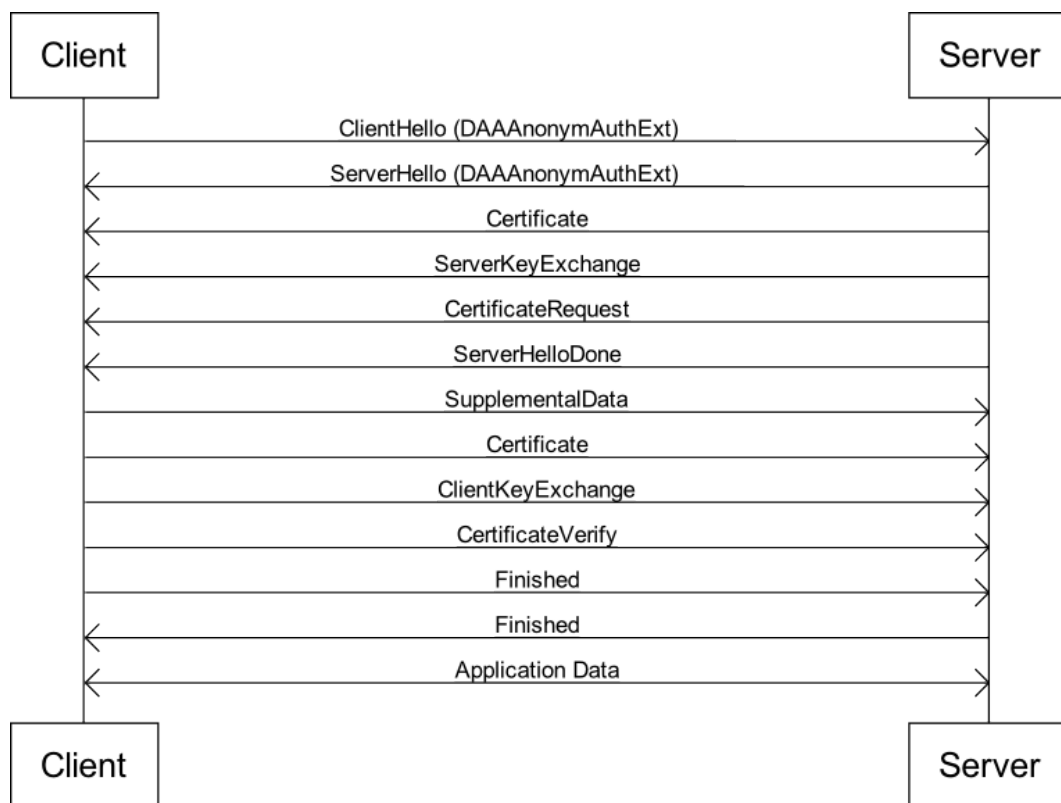 Client
Server
ClientHello (DAAAnonymAuthExt)
ServerHello (DAAAnonymAuthExt)
Certificate
ServerKeyExchange
CertificateRequest
ServerHelloDone
SupplementalData
Certificate
ClientKeyExchange
CertificateVerify
Finished
Finished
Application Data
Client
Server